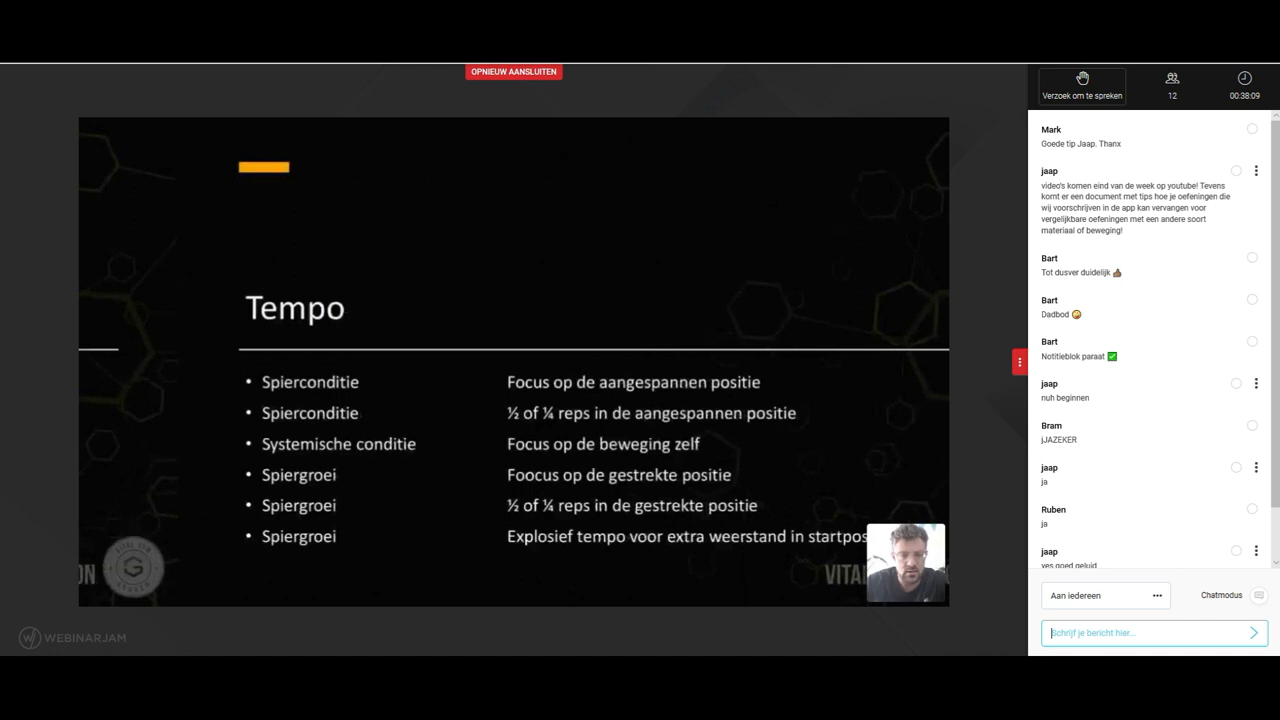 OPNIEUW AANSLUITEN
Verzoek om te spreken
12
00:38:09
Tempo
• Spierconditie Focus op de aangespannen positie
• Spierconditie ½ of ¼ reps in de aangespannen positie
• Systemische conditie Focus op de beweging zelf
• Spiergroei Foocus op de gestrekte positie
• Spiergroei ½ of ¼ reps in de gestrekte positie
• Spiergroei Explosief tempo voor extra weerstand in startpos
ON
G
VITA
WEBINARJAM
Mark
Goede tip Jaap. Thanx
jaap
video's komen eind van de week op youtube! Tevens
komt er een document met tips hoe je oefeningen die
wij voorschrijven in de app kan vervangen voor
vergelijkbare oefeningen met een andere soort
materiaal of beweging!
Bart
Tot dusver duidelijk 👍🏾
Bart
Dadbod 🤪
Bart
Notitieblok paraat ✅
jaap
nuh beginnen
Bram
jJAZEKER
jaap
ja
Ruben
ja
jaap
yes goed geluid
Aan iedereen
Chatmodus
Schrijf je bericht hier...